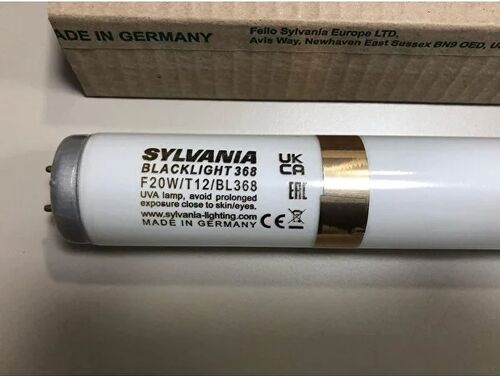 MADE IN GERMANY
Feilo Sylvania Europe LTD,
Avis Way, Newhaven East Sussex BN9 0ED,
SYLVANIA
BLACKLIGHT 368
F20W/T12/BL368
UVA lamp, avoid prolonged
exposure close to skin/eyes.
www.sylvania-lighting.com
MADE IN GERMANY
UK
CA
EAC
CE